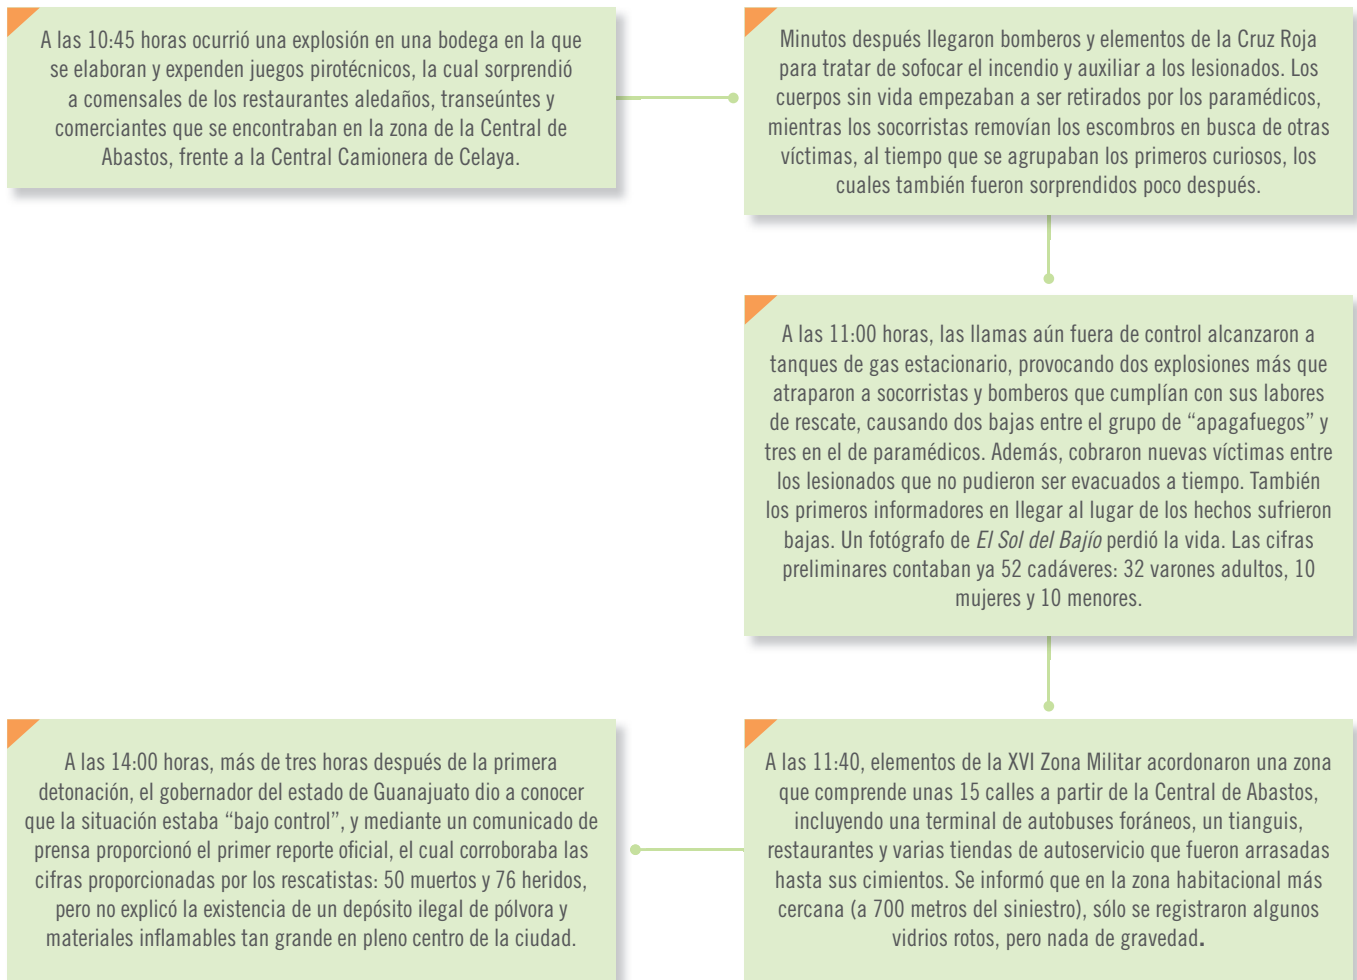 A las 10:45 horas ocurrió una explosión en una bodega en la que
se elaboran y expenden juegos pirotécnicos, la cual sorprendió
a comensales de los restaurantes aledaños, transeúntes y
comerciantes que se encontraban en la zona de la Central de
Abastos, frente a la Central Camionera de Celaya.
Minutos después llegaron bomberos y elementos de la Cruz Roja
para tratar de sofocar el incendio y auxiliar a los lesionados. Los
cuerpos sin vida empezaban a ser retirados por los paramédicos,
mientras los socorristas removían los escombros en busca de otras
víctimas, al tiempo que se agrupaban los primeros curiosos, los
cuales también fueron sorprendidos poco después.
A las 11:00 horas, las llamas aún fuera de control alcanzaron a
tanques de gas estacionario, provocando dos explosiones más que
atraparon a socorristas y bomberos que cumplían con sus labores
de rescate, causando dos bajas entre el grupo de “apagafuegos” y
tres en el de paramédicos. Además, cobraron nuevas víctimas entre
los lesionados que no pudieron ser evacuados a tiempo. También
los primeros informadores en llegar al lugar de los hechos sufrieron
bajas. Un fotógrafo de El Sol del Bajío perdió la vida. Las cifras
preliminares contaban ya 52 cadáveres: 32 varones adultos, 10
mujeres y 10 menores.
A las 11:40, elementos de la XVI Zona Militar acordonaron una zona
que comprende unas 15 calles a partir de la Central de Abastos,
incluyendo una terminal de autobuses foráneos, un tianguis,
restaurantes y varias tiendas de autoservicio que fueron arrasadas
hasta sus cimientos. Se informó que en la zona habitacional más
cercana (a 700 metros del siniestro), sólo se registraron algunos
vidrios rotos, pero nada de gravedad.
A las 14:00 horas, más de tres horas después de la primera
detonación, el gobernador del estado de Guanajuato dio a conocer
que la situación estaba “bajo control”, y mediante un comunicado de
prensa proporcionó el primer reporte oficial, el cual corroboraba las
cifras proporcionadas por los rescatistas: 50 muertos y 76 heridos,
pero no explicó la existencia de un depósito ilegal de pólvora y
materiales inflamables tan grande en pleno centro de la ciudad.